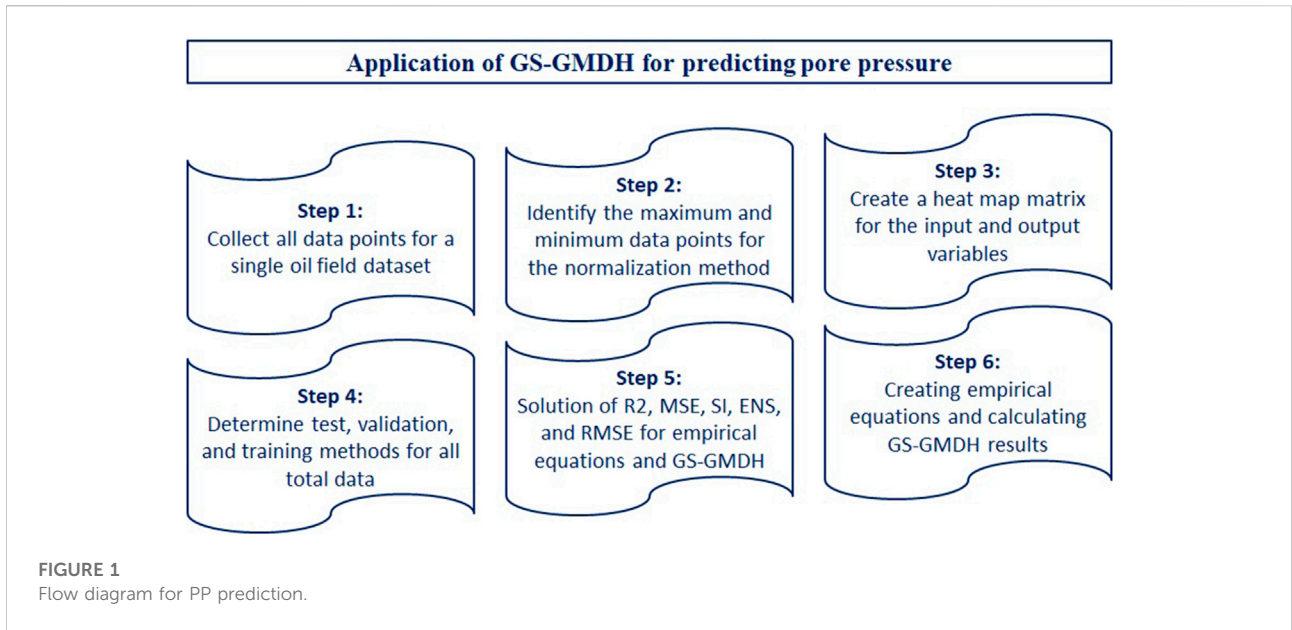 Application of GS-GMDH for predicting pore pressure
Step 1:
Collect all data points for a
single oil field dataset
Step 2:
Identify the maximum and
minimum data points for
the normalization method
Step 3:
Create a heat map matrix
for the input and output
variables
Step 4:
Determine test, validation,
and training methods for all
total data
Step 5:
Solution of R2, MSE, SI, ENS,
and RMSE for empirical
equations and GS-GMDH
Step 6:
Creating empirical
equations and calculating
GS-GMDH results
FIGURE 1
Flow diagram for PP prediction.